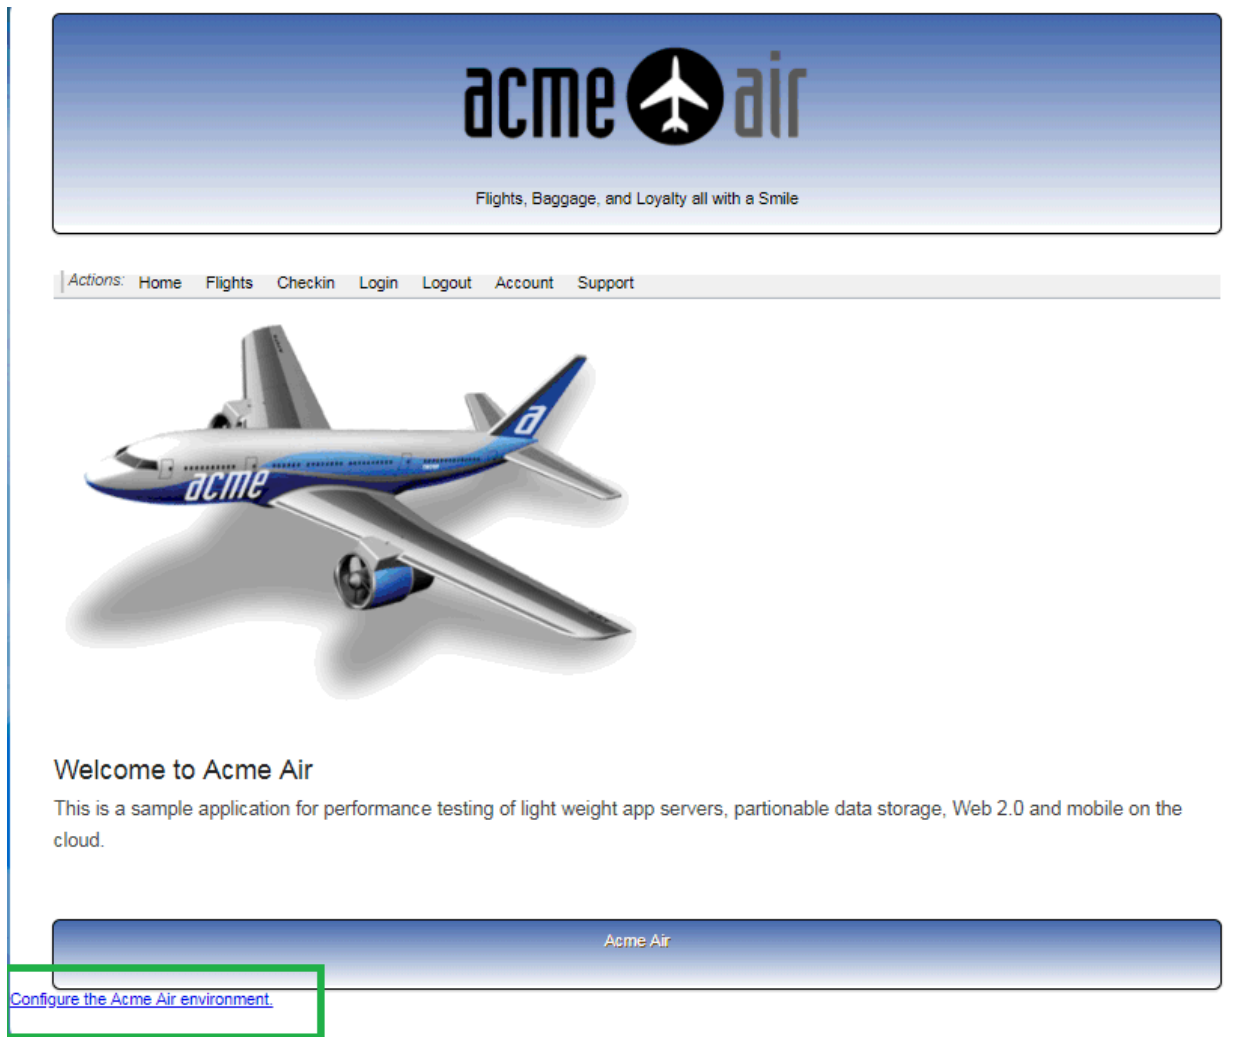 acme air
Flights, Baggage, and Loyalty all with a Smile
Actions: Home Flights Checkin Login Logout Account Support
a
acme
Welcome to Acme Air
This is a sample application for performance testing of light weight app servers, partionable data storage, Web 2.0 and mobile on the
cloud.
Acme Air
Configure the Acme Air environment.